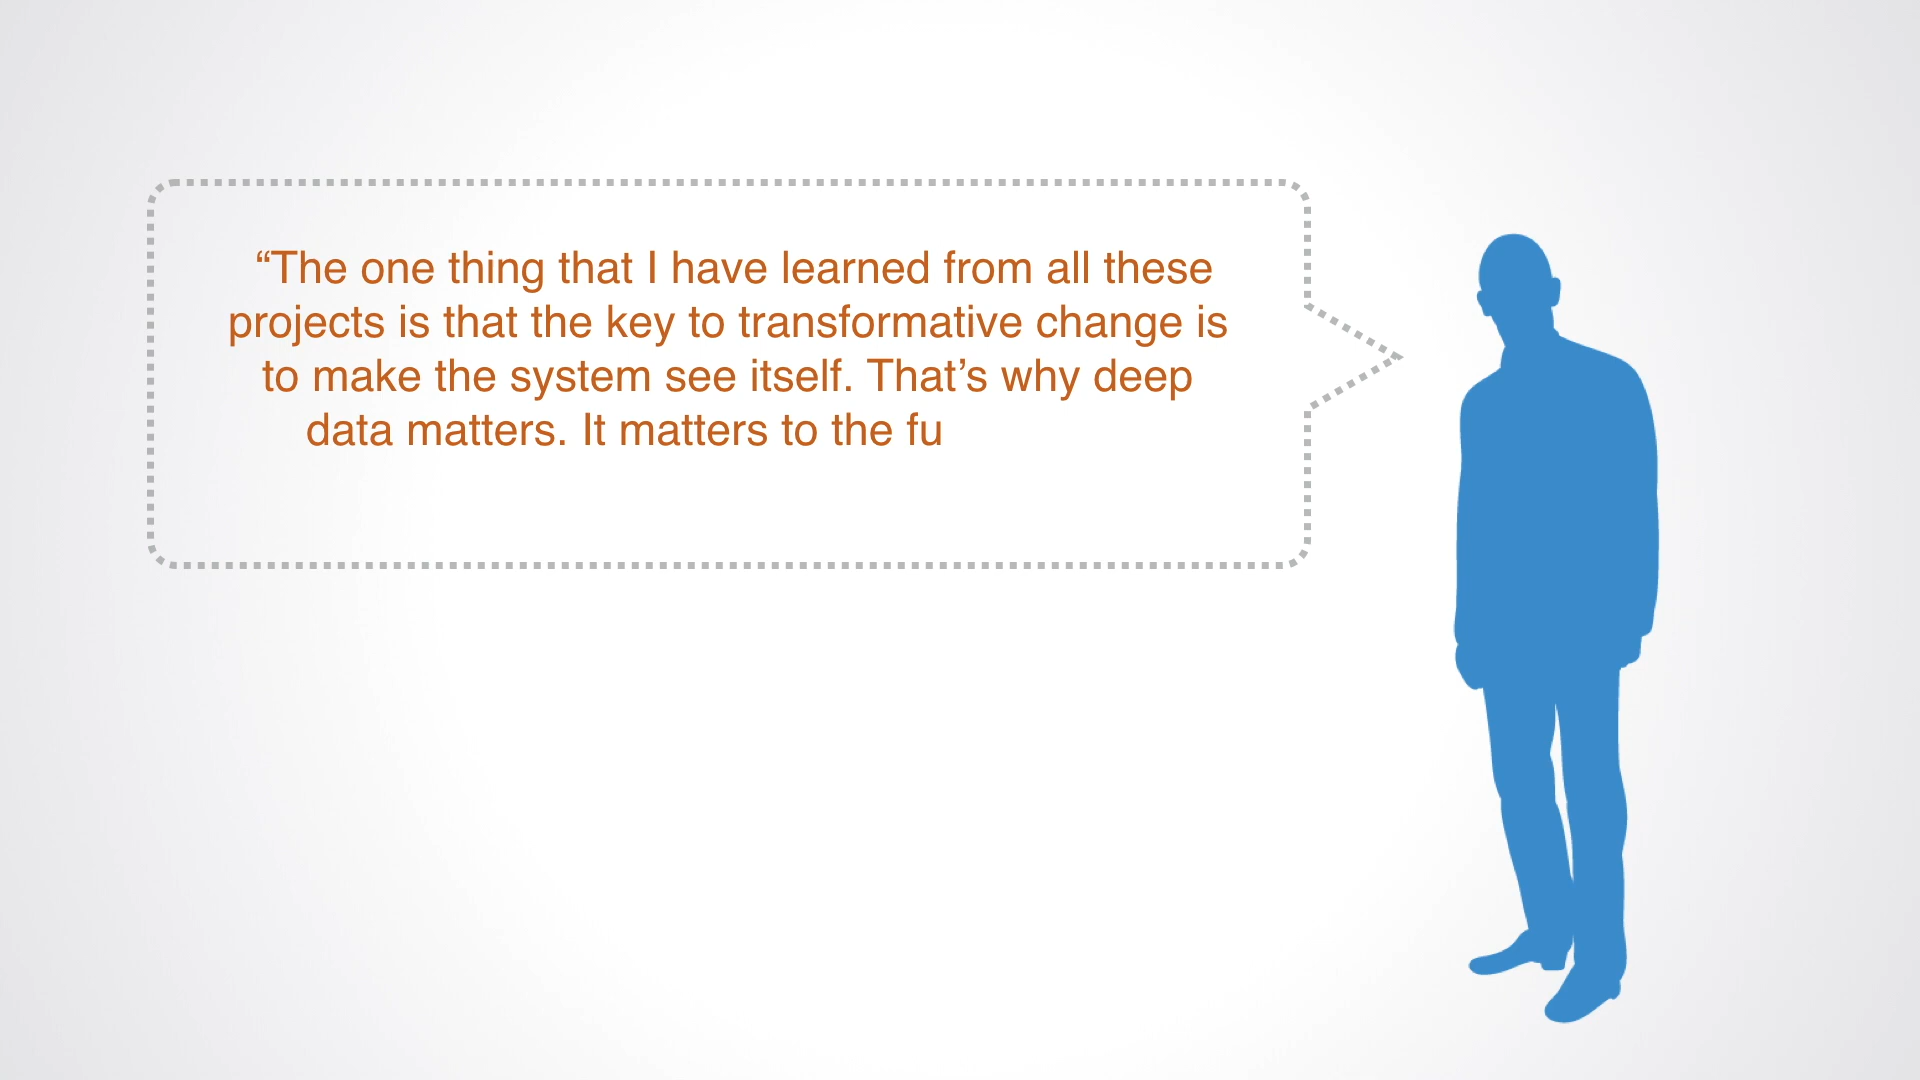 “The one thing that I have learned from all these
projects is that the key to transformative change is
to make the system see itself. That’s why deep
data matters. It matters to the fu